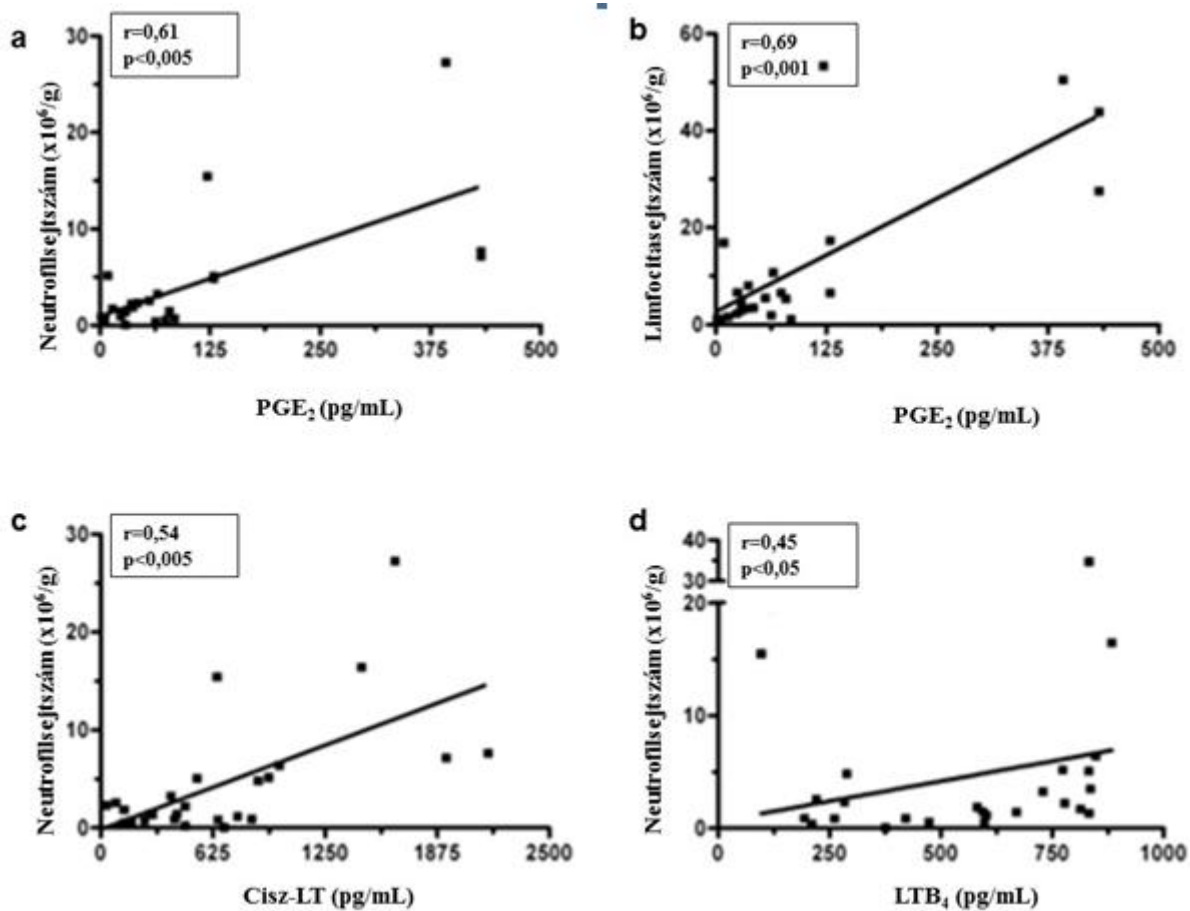 a
r=0,61
p<0,005
Neutrofilsejtszám (x10⁶/g)
30
20
10
0
0 125 250 375 500
PGE₂ (pg/mL)
b
r=0,69
p<0,001
Limfocitasejtszám (x10⁶/g)
60
40
20
0
0 125 250 375 500
PGE₂ (pg/mL)
c
r=0,54
p<0,005
Neutrofilsejtszám (x10⁶/g)
30
20
10
0
0 625 1250 1875 2500
Cisz-LT (pg/mL)
d
r=0,45
p<0,05
Neutrofilsejtszám (x10⁶/g)
40
30
20
10
0
0 250 500 750 1000
LTB₄ (pg/mL)